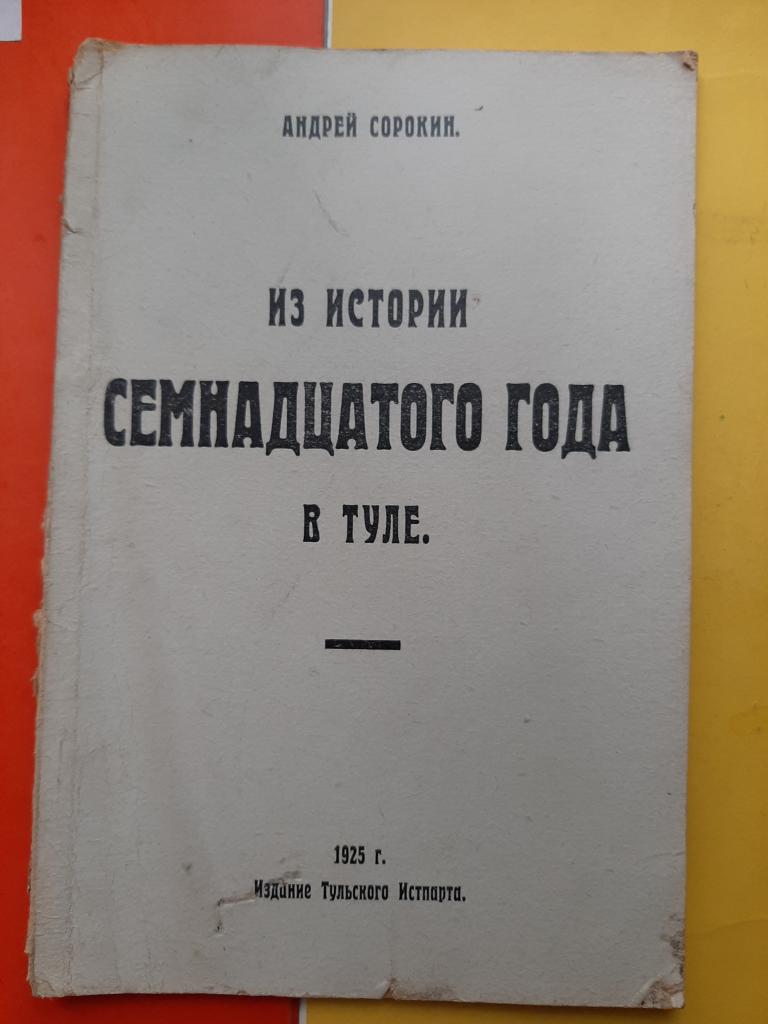 АНДРЕЙ СОРОКИН.
ИЗ ИСТОРИИ
СЕМНАДЦАТОГО ГОДА
В ТУЛЕ.
1925 г.
Издание Тульского Истпарта.